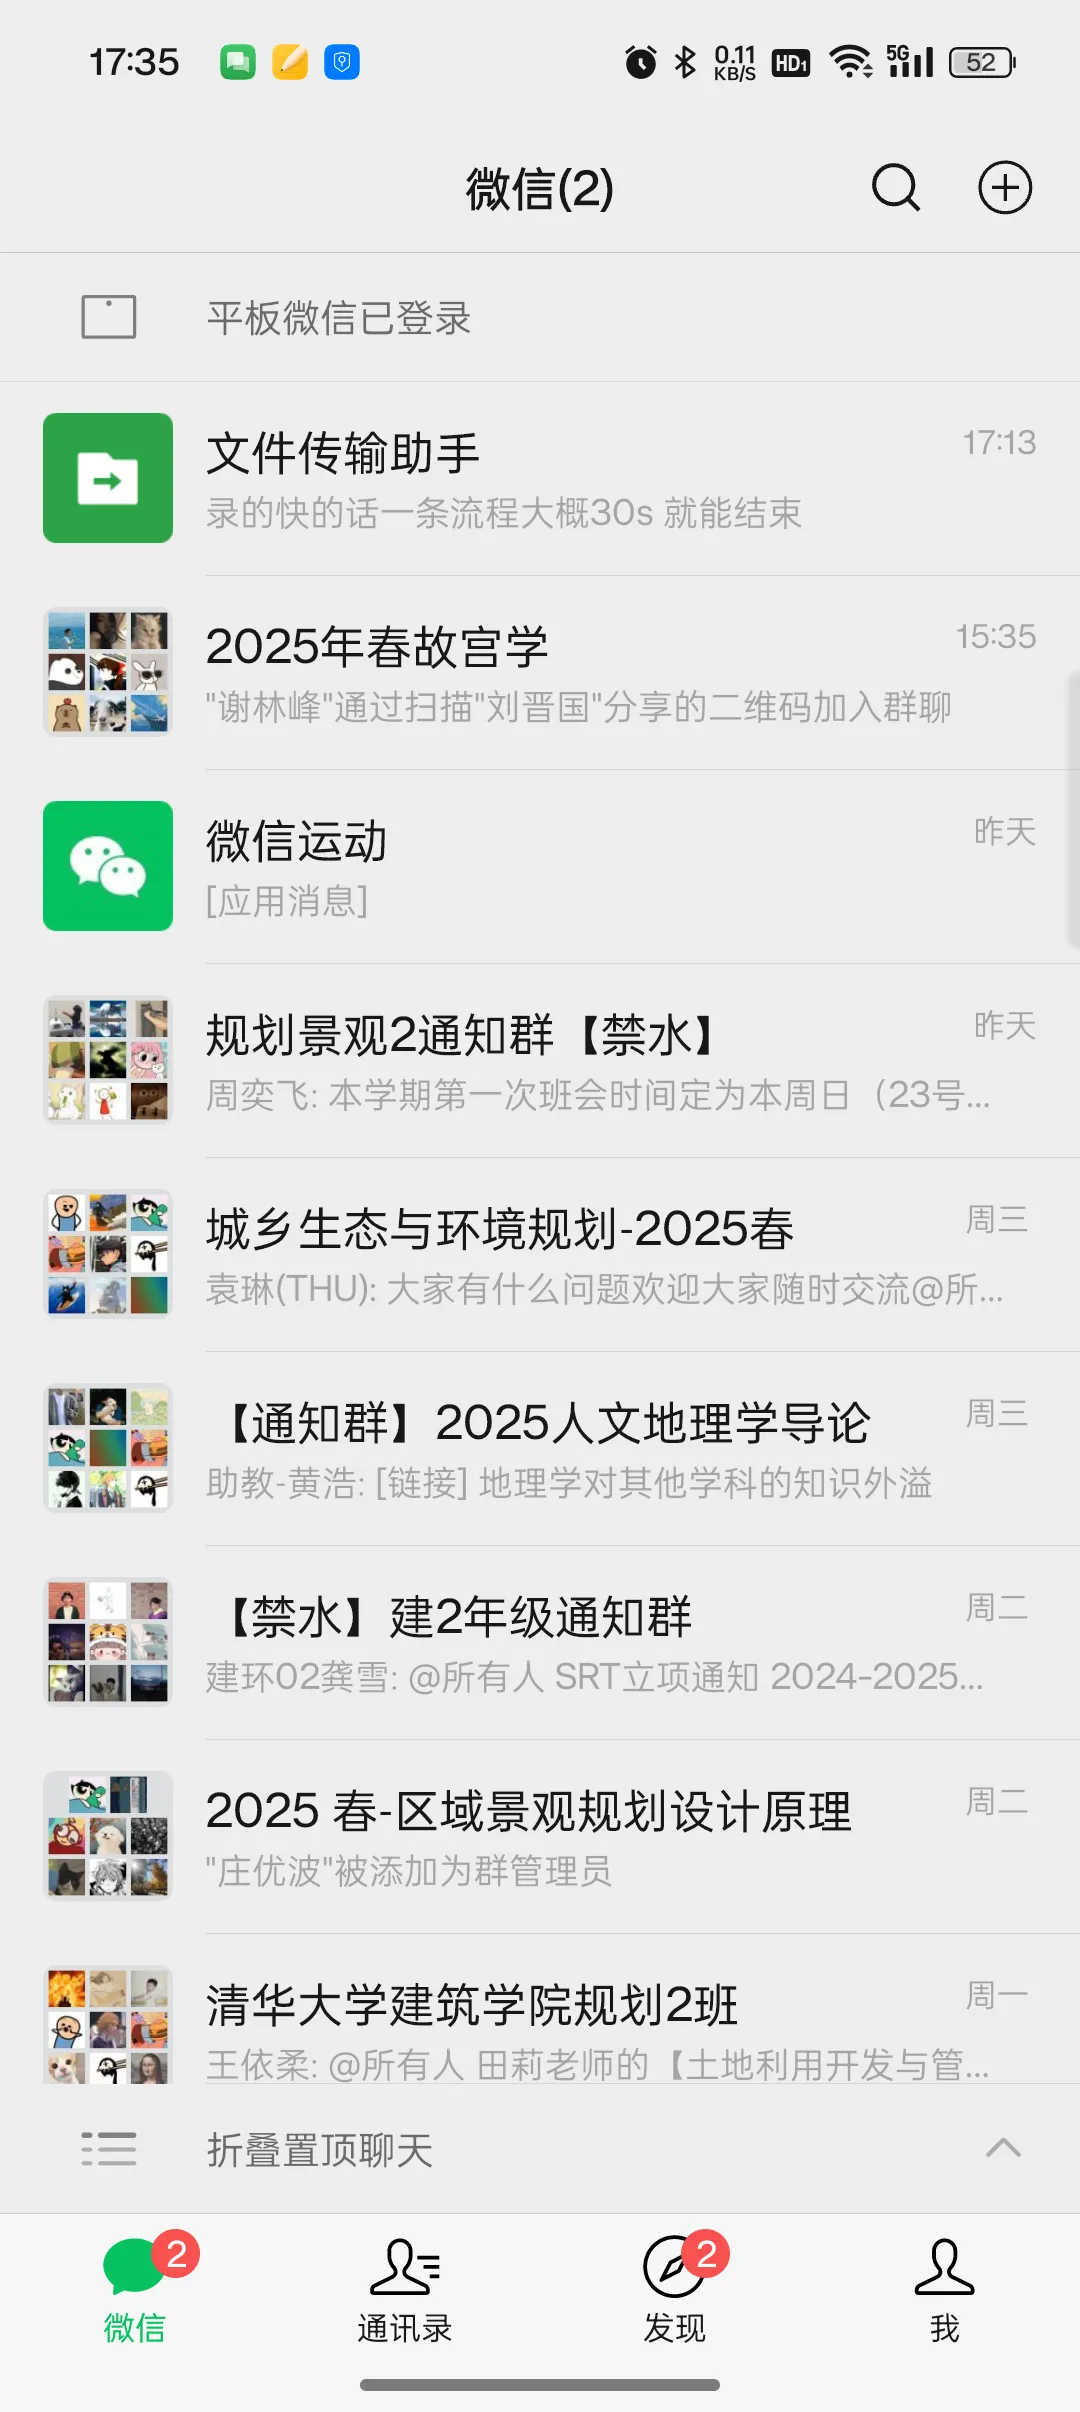 17:35
0.11 KB/S HD1 5G 52
微信(2)
平板微信已登录
文件传输助手
17:13
录的快的话一条流程大概30s 就能结束
2025年春故宫学
15:35
"谢林峰"通过扫描"刘晋国"分享的二维码加入群聊
微信运动
昨天
[应用消息]
规划景观2通知群【禁水】
昨天
周奕飞: 本学期第一次班会时间定为本周日（23号...
城乡生态与环境规划-2025春
周三
袁琳(THU): 大家有什么问题欢迎大家随时交流@所...
【通知群】2025人文地理学导论
周三
助教-黄浩: [链接] 地理学对其他学科的知识外溢
【禁水】建2年级通知群
周二
建环02龚雪: @所有人 SRT立项通知 2024-2025...
2025 春-区域景观规划设计原理
周二
"庄优波"被添加为群管理员
清华大学建筑学院规划2班
周一
王依柔: @所有人 田莉老师的【土地利用开发与管...
折叠置顶聊天
2
2
微信
通讯录
发现
我